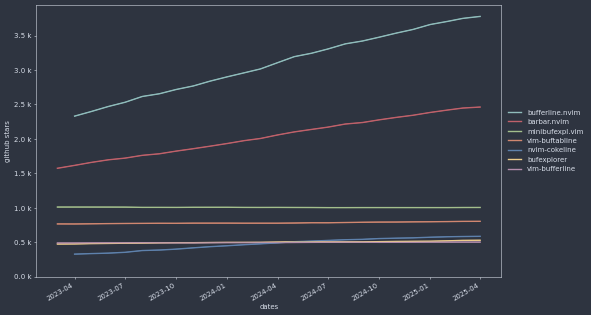 github stars
3.5 k
3.0 k
2.5 k
2.0 k
1.5 k
1.0 k
0.5 k
0.0 k
2023-04
2023-07
2023-10
2024-01
2024-04
2024-07
2024-10
2025-01
2025-04
dates
bufferline.nvim
barbar.nvim
minibufexpl.vim
vim-buftabline
nvim-cokeline
bufexplorer
vim-bufferline